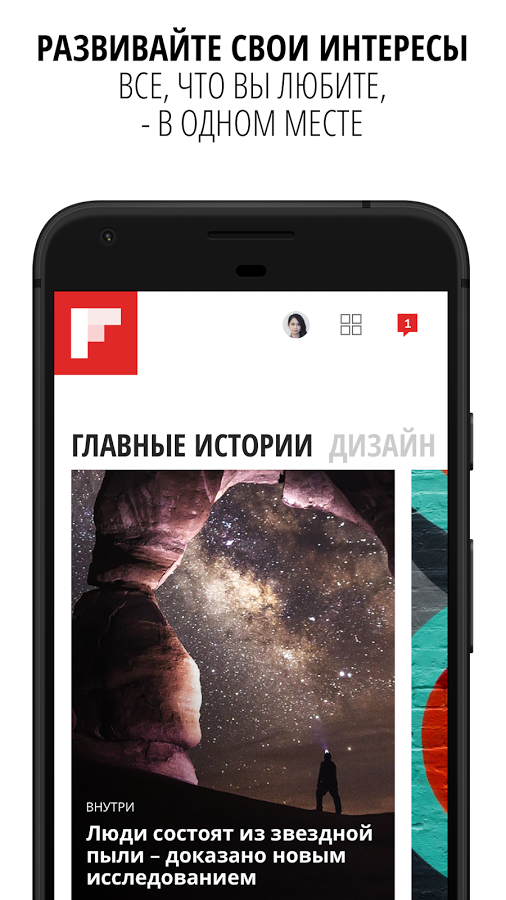 РАЗВИВАЙТЕ СВОИ ИНТЕРЕСЫ
ВСЕ, ЧТО ВЫ ЛЮБИТЕ,
- В ОДНОМ МЕСТЕ
1
ГЛАВНЫЕ ИСТОРИИ ДИЗАЙН
ВНУТРИ
Люди состоят из звездной
пыли – доказано новым
исследованием